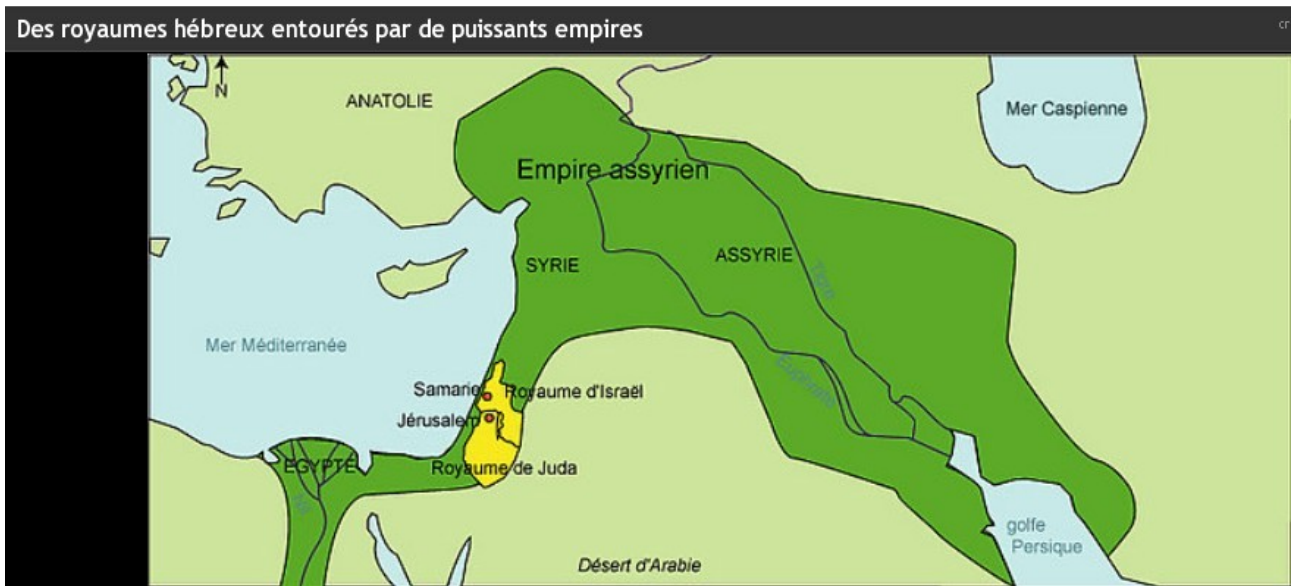 Des royaumes hébreux entourés par de puissants empires
cr
N
ANATOLIE
Mer Caspienne
Empire assyrien
SYRIE
ASSYRIE
Tigre
Mer Méditerranée
Euphrate
Samarie
Royaume d'Israël
Jérusalem
EGYPTE
Royaume de Juda
Nil
golfe
Persique
Désert d'Arabie